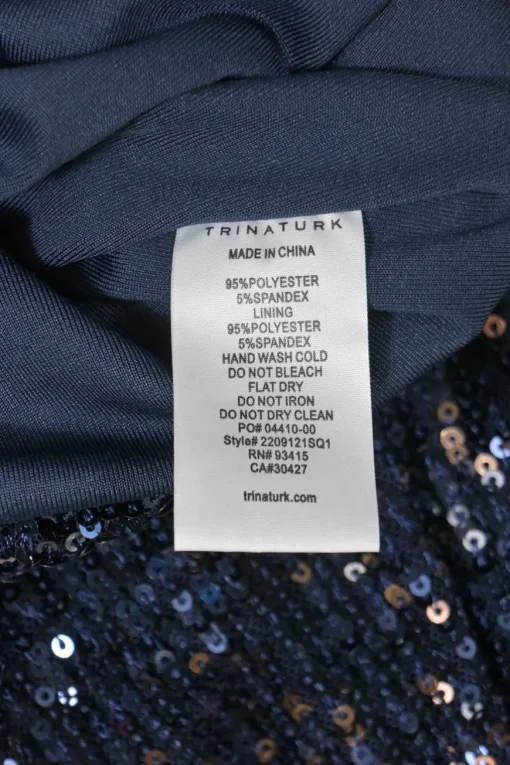 TRINATURK
MADE IN CHINA
95%POLYESTER
5%SPANDEX
LINING
95%POLYESTER
5%SPANDEX
HAND WASH COLD
DO NOT BLEACH
FLAT DRY
DO NOT IRON
DO NOT DRY CLEAN
PO# 04410-00
Style# 2209121SQ1
RN# 93415
CA#30427
trinaturk.com